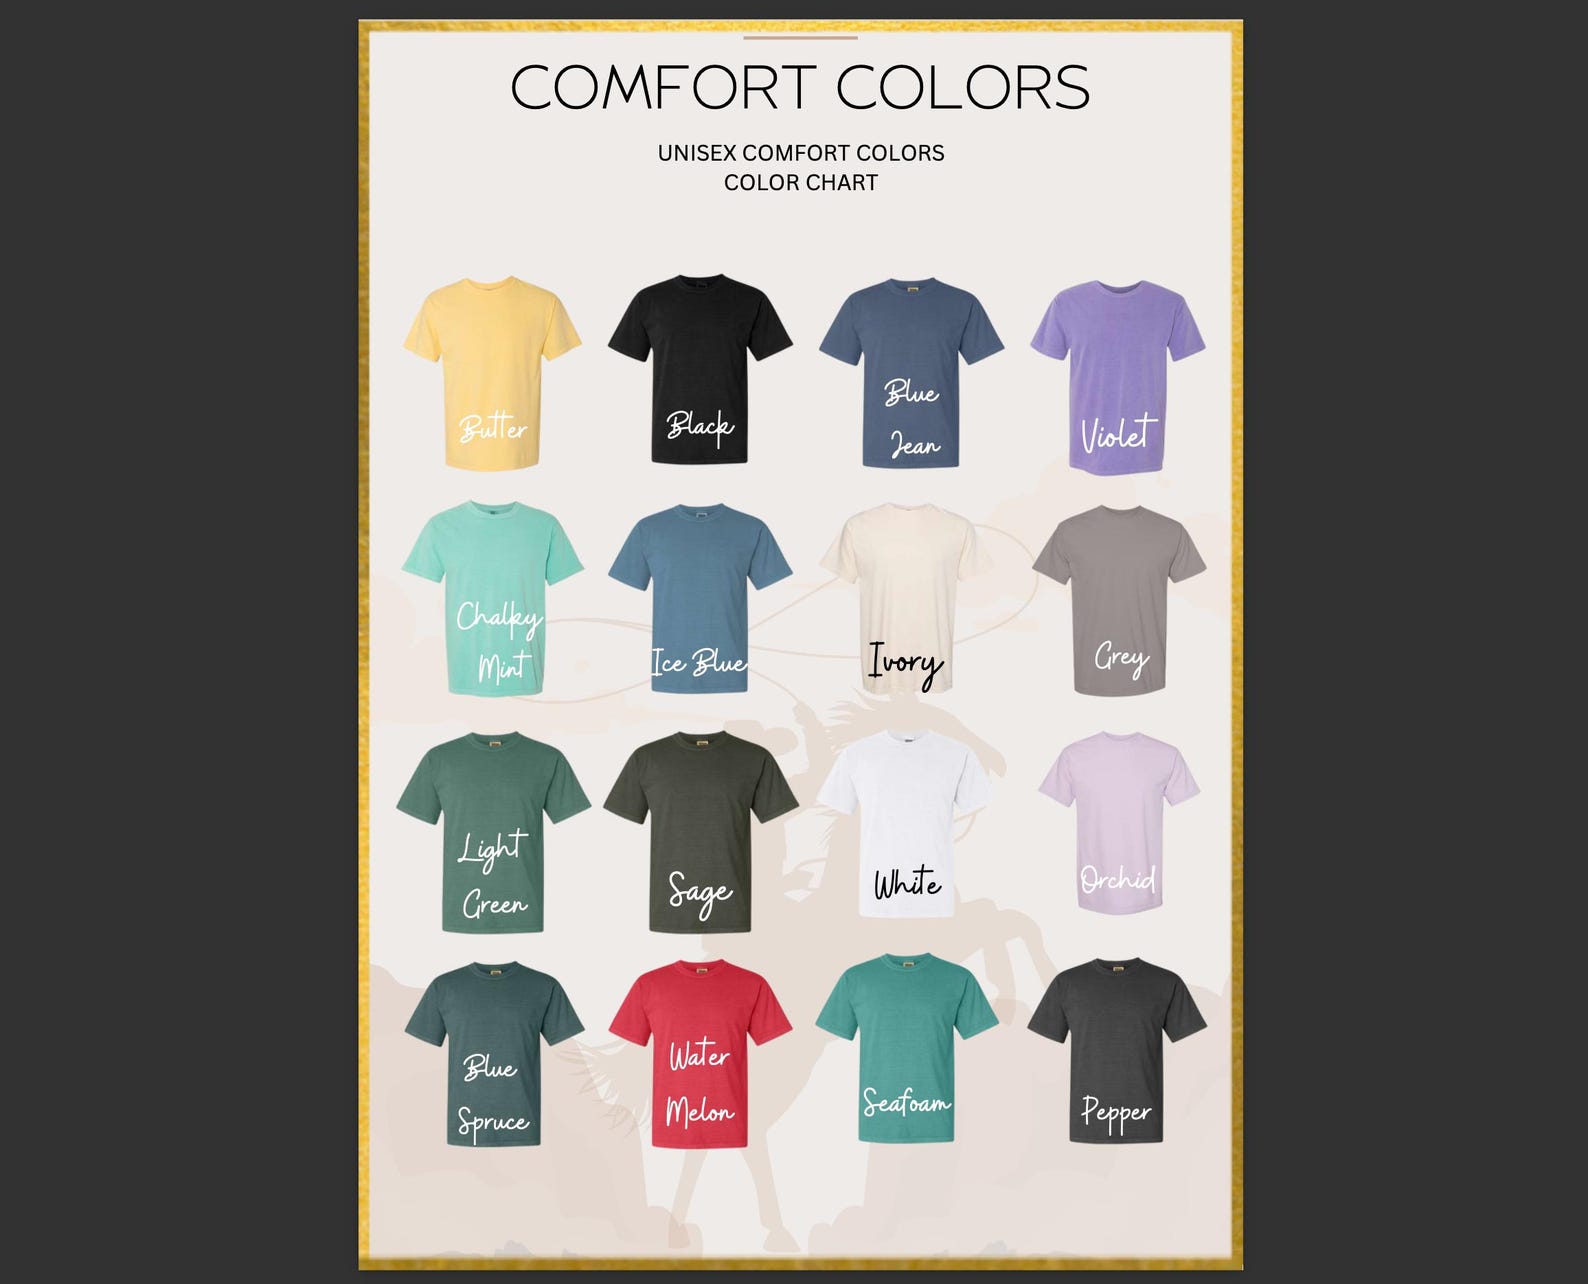 COMFORT COLORS
UNISEX COMFORT COLORS
COLOR CHART
Butter
Black
Blue
Jean
Violet
Chalky
Mint
Ice Blue
Ivory
Grey
Light
Green
Sage
White
Orchid
Blue
Spruce
Water
Melon
Seafoam
Pepper